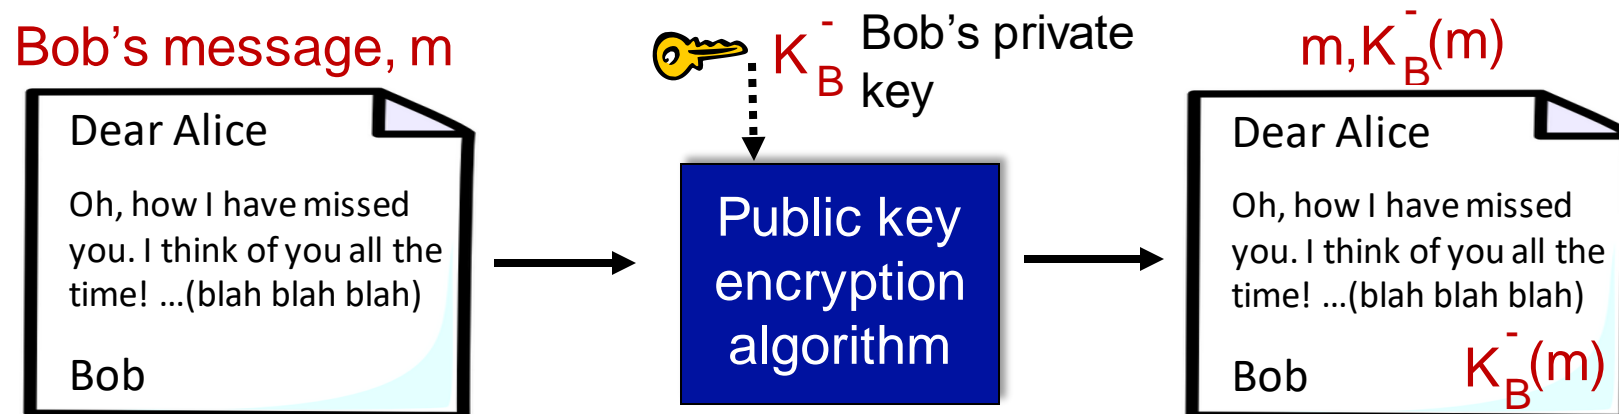 Bob's message, m
Dear Alice
Oh, how I have missed
you. I think of you all the
time! ...(blah blah blah)
Bob
K_B^-
Bob's private
key
Public key
encryption
algorithm
m,K_B^-(m)
Dear Alice
Oh, how I have missed
you. I think of you all the
time! ...(blah blah blah)
Bob K_B^-(m)